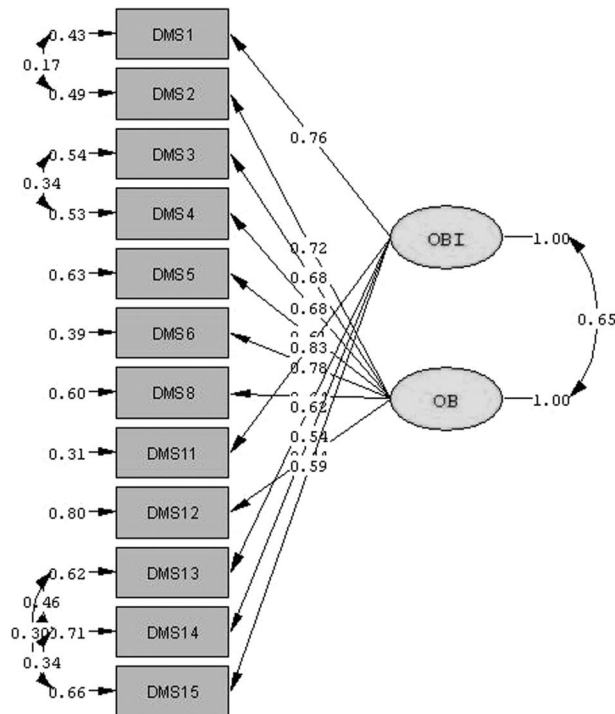 0.43 DMS1
0.17
0.49 DMS2
0.76
0.54 DMS3
0.34
0.53 DMS4
OBI 1.00
0.72
0.68
0.63 DMS5
0.68
0.65
0.39 DMS6
0.83
0.78
0.60 DMS8
0.62
OB 1.00
0.31 DMS11
0.54
0.59
0.80 DMS12
0.62 DMS13
0.46
0.30 0.71 DMS14
0.34
0.66 DMS15